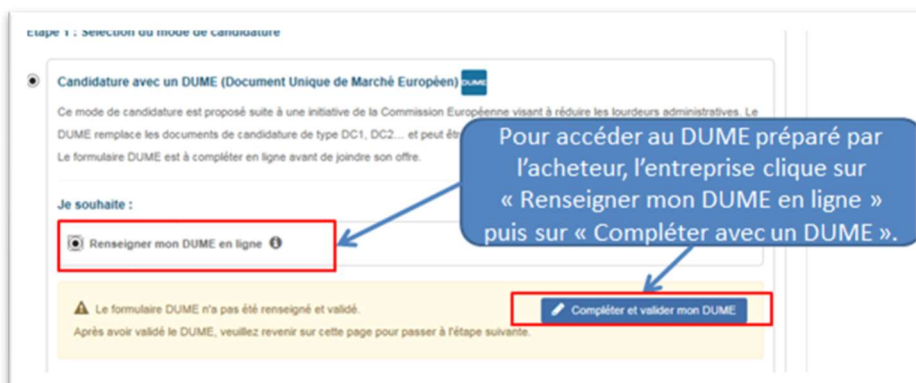 Etape 1 : Sélection du mode de candidature
Candidature avec un DUME (Document Unique de Marché Européen) DUME
Ce mode de candidature est proposé suite à une initiative de la Commission Européenne visant à réduire les lourdeurs administratives. Le
DUME remplace les documents de candidature de type DC1, DC2... et peut êtr
Le formulaire DUME est à compléter en ligne avant de joindre son offre.
Pour accéder au DUME préparé par
l'acheteur, l'entreprise clique sur
« Renseigner mon DUME en ligne »
puis sur « Compléter avec un DUME ».
Je souhaite :
Renseigner mon DUME en ligne
Le formulaire DUME n'a pas été renseigné et validé.
Compléter et valider mon DUME
Après avoir validé le DUME, veuillez revenir sur cette page pour passer à l'étape suivante.